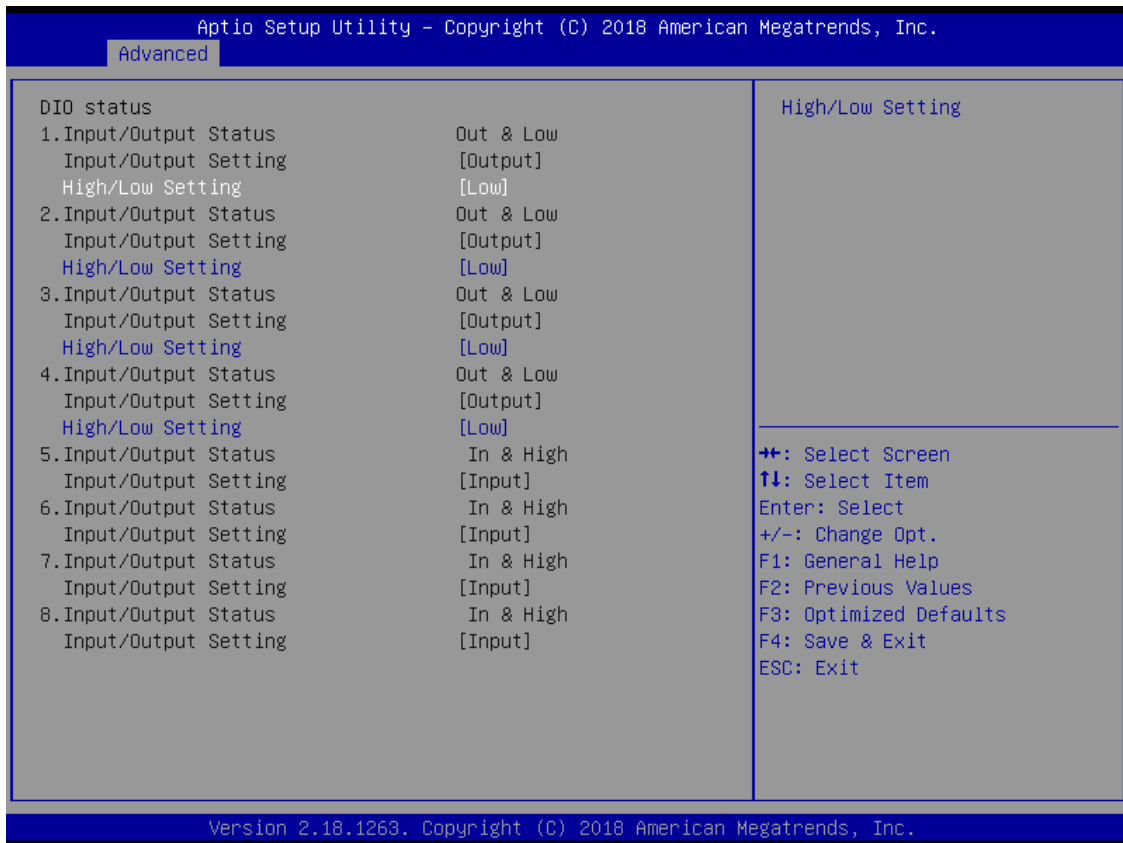 Aptio Setup Utility – Copyright (C) 2018 American Megatrends, Inc.
Advanced
DIO status
1.Input/Output Status Out & Low
Input/Output Setting [Output]
High/Low Setting [Low]
2.Input/Output Status Out & Low
Input/Output Setting [Output]
High/Low Setting [Low]
3.Input/Output Status Out & Low
Input/Output Setting [Output]
High/Low Setting [Low]
4.Input/Output Status Out & Low
Input/Output Setting [Output]
High/Low Setting [Low]
5.Input/Output Status In & High
Input/Output Setting [Input]
6.Input/Output Status In & High
Input/Output Setting [Input]
7.Input/Output Status In & High
Input/Output Setting [Input]
8.Input/Output Status In & High
Input/Output Setting [Input]
High/Low Setting
→←: Select Screen
↑↓: Select Item
Enter: Select
+/-: Change Opt.
F1: General Help
F2: Previous Values
F3: Optimized Defaults
F4: Save & Exit
ESC: Exit
Version 2.18.1263. Copyright (C) 2018 American Megatrends, Inc.